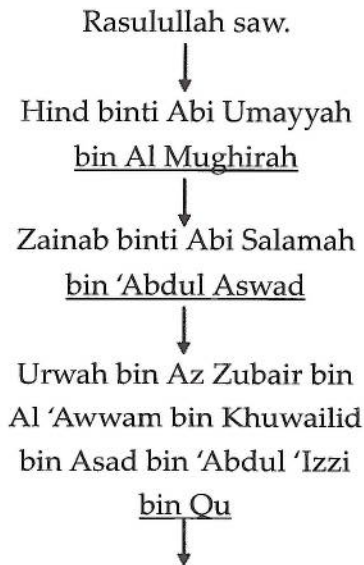 Rasulullah saw.
Hind binti Abi Umayyah
bin Al Mughirah
Zainab binti Abi Salamah
bin ‘Abdul Aswad
Urwah bin Az Zubair bin
Al ‘Awwam bin Khuwailid
bin Asad bin ‘Abdul ‘Izzi
bin Qu